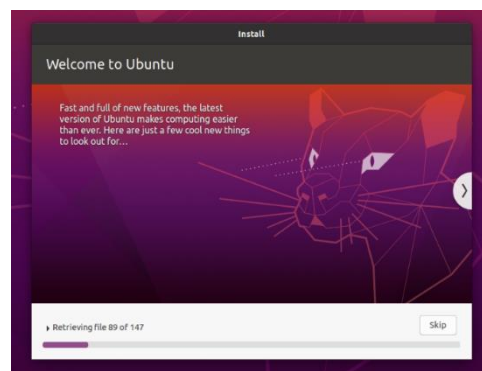 Install
Welcome to Ubuntu
Fast and full of new features, the latest
version of Ubuntu makes computing easier
than ever. Here are just a few cool new things
to look out for...
Retrieving file 89 of 147
Skip